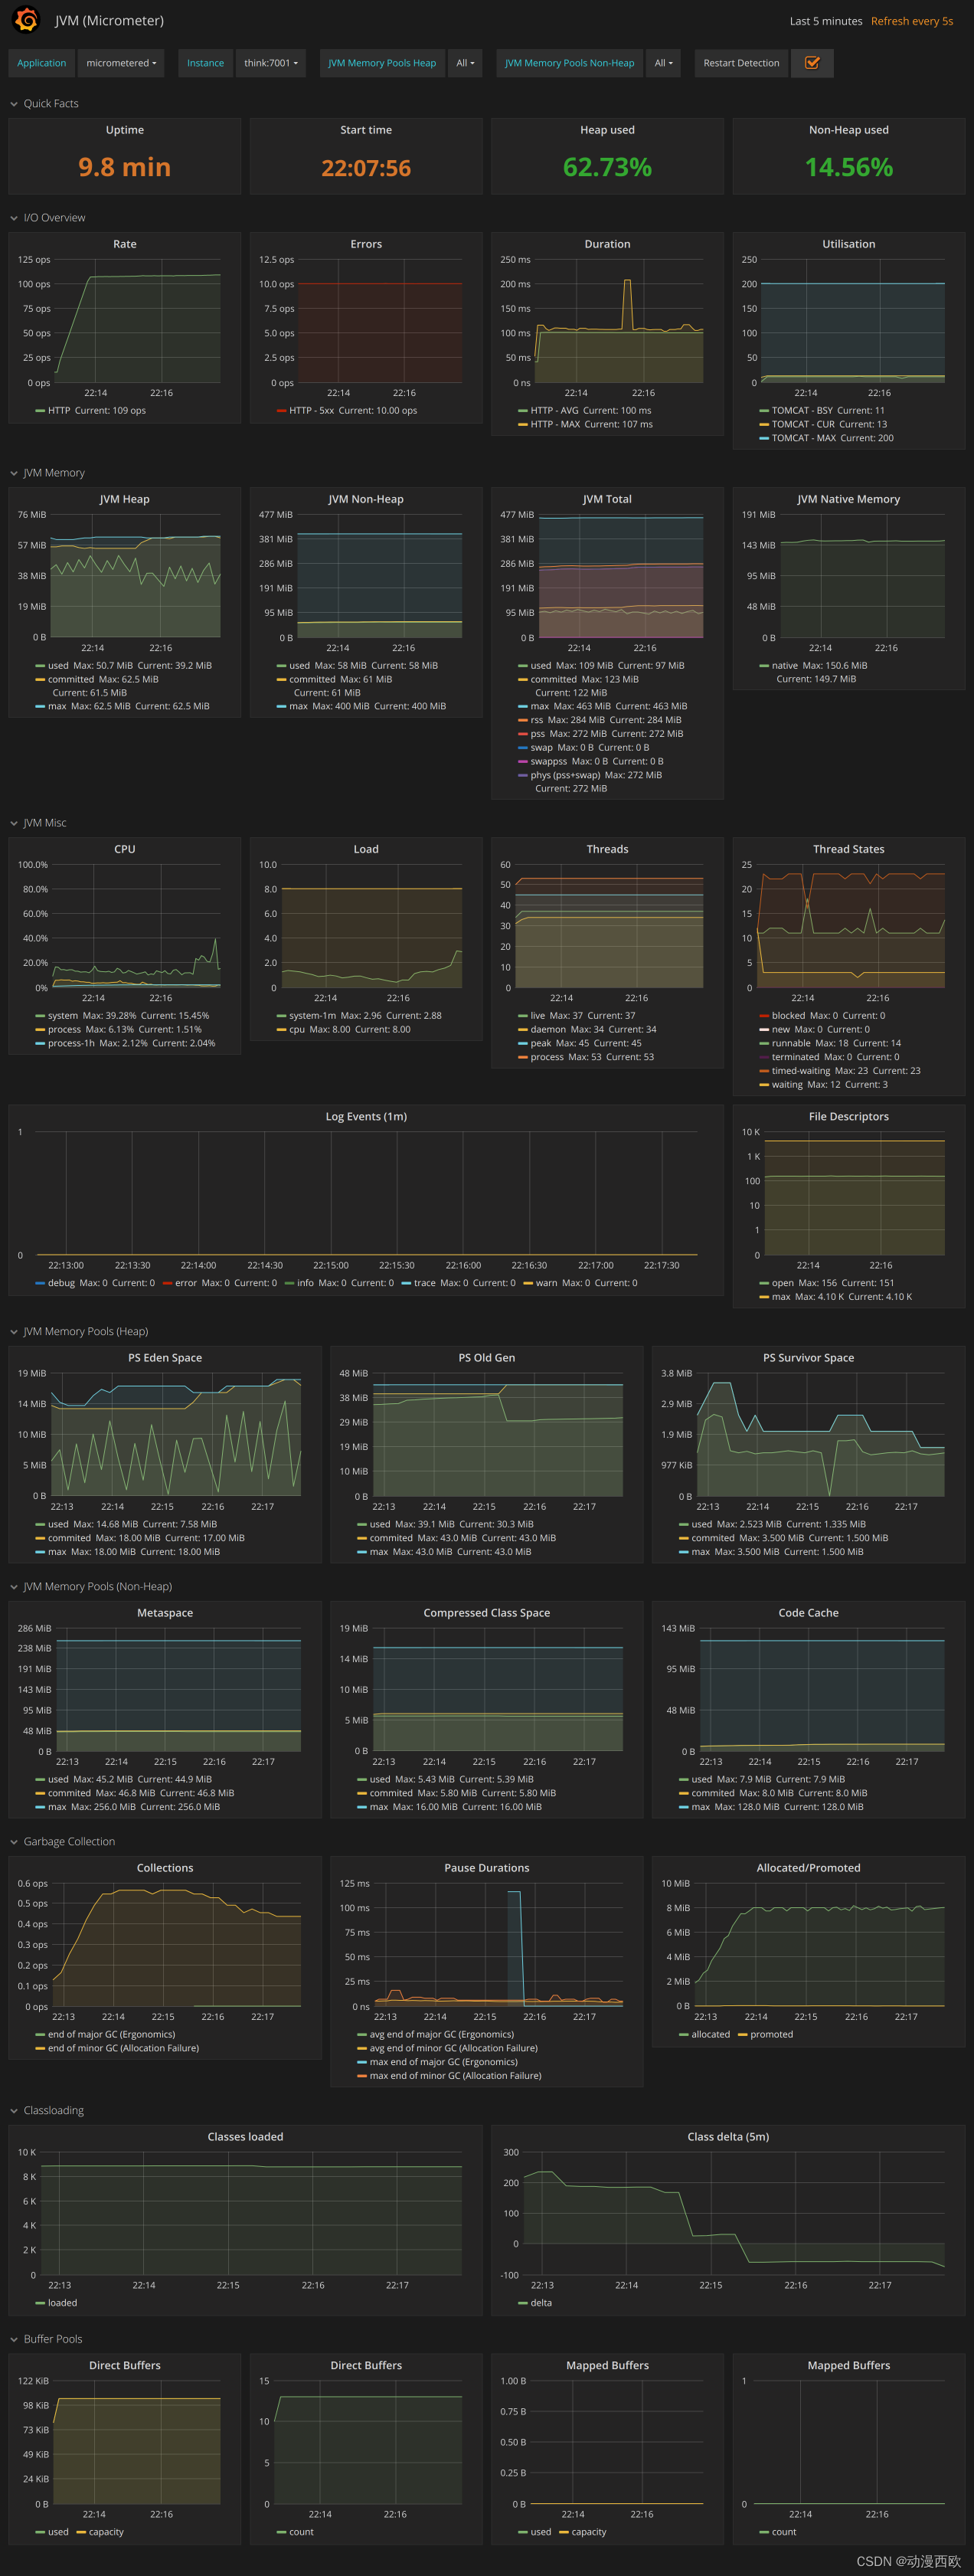 JVM (Micrometer)
Last 5 minutes Refresh every 5s
Application micrometered Instance think:7001 JVM Memory Pools Heap All JVM Memory Pools Non-Heap All Restart Detection
Quick Facts
Uptime Start time Heap used Non-Heap used
9.8 min 22:07:56 62.73% 14.56%
I/O Overview
Rate
125 ops
100 ops
75 ops
50 ops
25 ops
0 ops
22:14 22:16
HTTP Current: 109 ops
Errors
12.5 ops
10.0 ops
7.5 ops
5.0 ops
2.5 ops
0 ops
22:14 22:16
HTTP - 5xx Current: 10.00 ops
Duration
250 ms
200 ms
150 ms
100 ms
50 ms
0 ns
22:14 22:16
HTTP - AVG Current: 100 ms
HTTP - MAX Current: 107 ms
Utilisation
250
200
150
100
50
0
22:14 22:16
TOMCAT - BSY Current: 11
TOMCAT - CUR Current: 13
TOMCAT - MAX Current: 200
JVM Memory
JVM Heap
76 MiB
57 MiB
38 MiB
19 MiB
0 B
22:14 22:16
used Max: 50.7 MiB Current: 39.2 MiB
committed Max: 62.5 MiB
Current: 61.5 MiB
max Max: 62.5 MiB Current: 62.5 MiB
JVM Non-Heap
477 MiB
381 MiB
286 MiB
191 MiB
95 MiB
0 B
22:14 22:16
used Max: 58 MiB Current: 58 MiB
committed Max: 61 MiB
Current: 61 MiB
max Max: 400 MiB Current: 400 MiB
JVM Total
477 MiB
381 MiB
286 MiB
191 MiB
95 MiB
0 B
22:14 22:16
used Max: 109 MiB Current: 97 MiB
committed Max: 123 MiB
Current: 122 MiB
max Max: 463 MiB Current: 463 MiB
rss Max: 284 MiB Current: 284 MiB
pss Max: 272 MiB Current: 272 MiB
swap Max: 0 B Current: 0 B
swappss Max: 0 B Current: 0 B
phys (pss+swap) Max: 272 MiB
Current: 272 MiB
JVM Native Memory
191 MiB
143 MiB
95 MiB
48 MiB
0 B
22:14 22:16
native Max: 150.6 MiB
Current: 149.7 MiB
JVM Misc
CPU
100.0%
80.0%
60.0%
40.0%
20.0%
0%
22:14 22:16
system Max: 39.28% Current: 15.45%
process Max: 6.13% Current: 1.51%
process-1h Max: 2.12% Current: 2.04%
Load
10.0
8.0
6.0
4.0
2.0
0
22:14 22:16
system-1m Max: 2.96 Current: 2.88
cpu Max: 8.00 Current: 8.00
Threads
60
50
40
30
20
10
0
22:14 22:16
live Max: 37 Current: 37
daemon Max: 34 Current: 34
peak Max: 45 Current: 45
process Max: 53 Current: 53
Thread States
25
20
15
10
5
0
22:14 22:16
blocked Max: 0 Current: 0
new Max: 0 Current: 0
runnable Max: 18 Current: 14
terminated Max: 0 Current: 0
timed-waiting Max: 23 Current: 23
waiting Max: 12 Current: 3
Log Events (1m)
1
0
22:13:00 22:13:30 22:14:00 22:14:30 22:15:00 22:15:30 22:16:00 22:16:30 22:17:00 22:17:30
debug Max: 0 Current: 0 error Max: 0 Current: 0 info Max: 0 Current: 0 trace Max: 0 Current: 0 warn Max: 0 Current: 0
File Descriptors
10 K
1 K
100
10
1
0
22:14 22:16
open Max: 156 Current: 151
max Max: 4.10 K Current: 4.10 K
JVM Memory Pools (Heap)
PS Eden Space
19 MiB
14 MiB
10 MiB
5 MiB
0 B
22:13 22:14 22:15 22:16 22:17
used Max: 14.68 MiB Current: 7.58 MiB
commited Max: 18.00 MiB Current: 17.00 MiB
max Max: 18.00 MiB Current: 18.00 MiB
PS Old Gen
48 MiB
38 MiB
29 MiB
19 MiB
10 MiB
0 B
22:13 22:14 22:15 22:16 22:17
used Max: 39.1 MiB Current: 30.3 MiB
commited Max: 43.0 MiB Current: 43.0 MiB
max Max: 43.0 MiB Current: 43.0 MiB
PS Survivor Space
3.8 MiB
2.9 MiB
1.9 MiB
977 KiB
0 B
22:13 22:14 22:15 22:16 22:17
used Max: 2.523 MiB Current: 1.335 MiB
commited Max: 3.500 MiB Current: 1.500 MiB
max Max: 3.500 MiB Current: 1.500 MiB
JVM Memory Pools (Non-Heap)
Metaspace
286 MiB
238 MiB
191 MiB
143 MiB
95 MiB
48 MiB
0 B
22:13 22:14 22:15 22:16 22:17
used Max: 45.2 MiB Current: 44.9 MiB
commited Max: 46.8 MiB Current: 46.8 MiB
max Max: 256.0 MiB Current: 256.0 MiB
Compressed Class Space
19 MiB
14 MiB
10 MiB
5 MiB
0 B
22:13 22:14 22:15 22:16 22:17
used Max: 5.43 MiB Current: 5.39 MiB
commited Max: 5.80 MiB Current: 5.80 MiB
max Max: 16.00 MiB Current: 16.00 MiB
Code Cache
143 MiB
95 MiB
48 MiB
0 B
22:13 22:14 22:15 22:16 22:17
used Max: 7.9 MiB Current: 7.9 MiB
commited Max: 8.0 MiB Current: 8.0 MiB
max Max: 128.0 MiB Current: 128.0 MiB
Garbage Collection
Collections
0.6 ops
0.5 ops
0.4 ops
0.3 ops
0.2 ops
0.1 ops
0 ops
22:13 22:14 22:15 22:16 22:17
end of major GC (Ergonomics)
end of minor GC (Allocation Failure)
Pause Durations
125 ms
100 ms
75 ms
50 ms
25 ms
0 ns
22:13 22:14 22:15 22:16 22:17
avg end of major GC (Ergonomics)
avg end of minor GC (Allocation Failure)
max end of major GC (Ergonomics)
max end of minor GC (Allocation Failure)
Allocated/Promoted
10 MiB
8 MiB
6 MiB
4 MiB
2 MiB
0 B
22:13 22:14 22:15 22:16 22:17
allocated promoted
Classloading
Classes loaded
10 K
8 K
6 K
4 K
2 K
0
22:13 22:14 22:15 22:16 22:17
loaded
Class delta (5m)
300
200
100
0
-100
22:13 22:14 22:15 22:16 22:17
delta
Buffer Pools
Direct Buffers
122 KiB
98 KiB
73 KiB
49 KiB
24 KiB
0 B
22:14 22:16
used capacity
Direct Buffers
15
10
5
0
22:14 22:16
count
Mapped Buffers
1.00 B
0.75 B
0.50 B
0.25 B
0 B
22:14 22:16
used capacity
Mapped Buffers
1
0
22:14 22:16
count
CSDN @动漫西欧